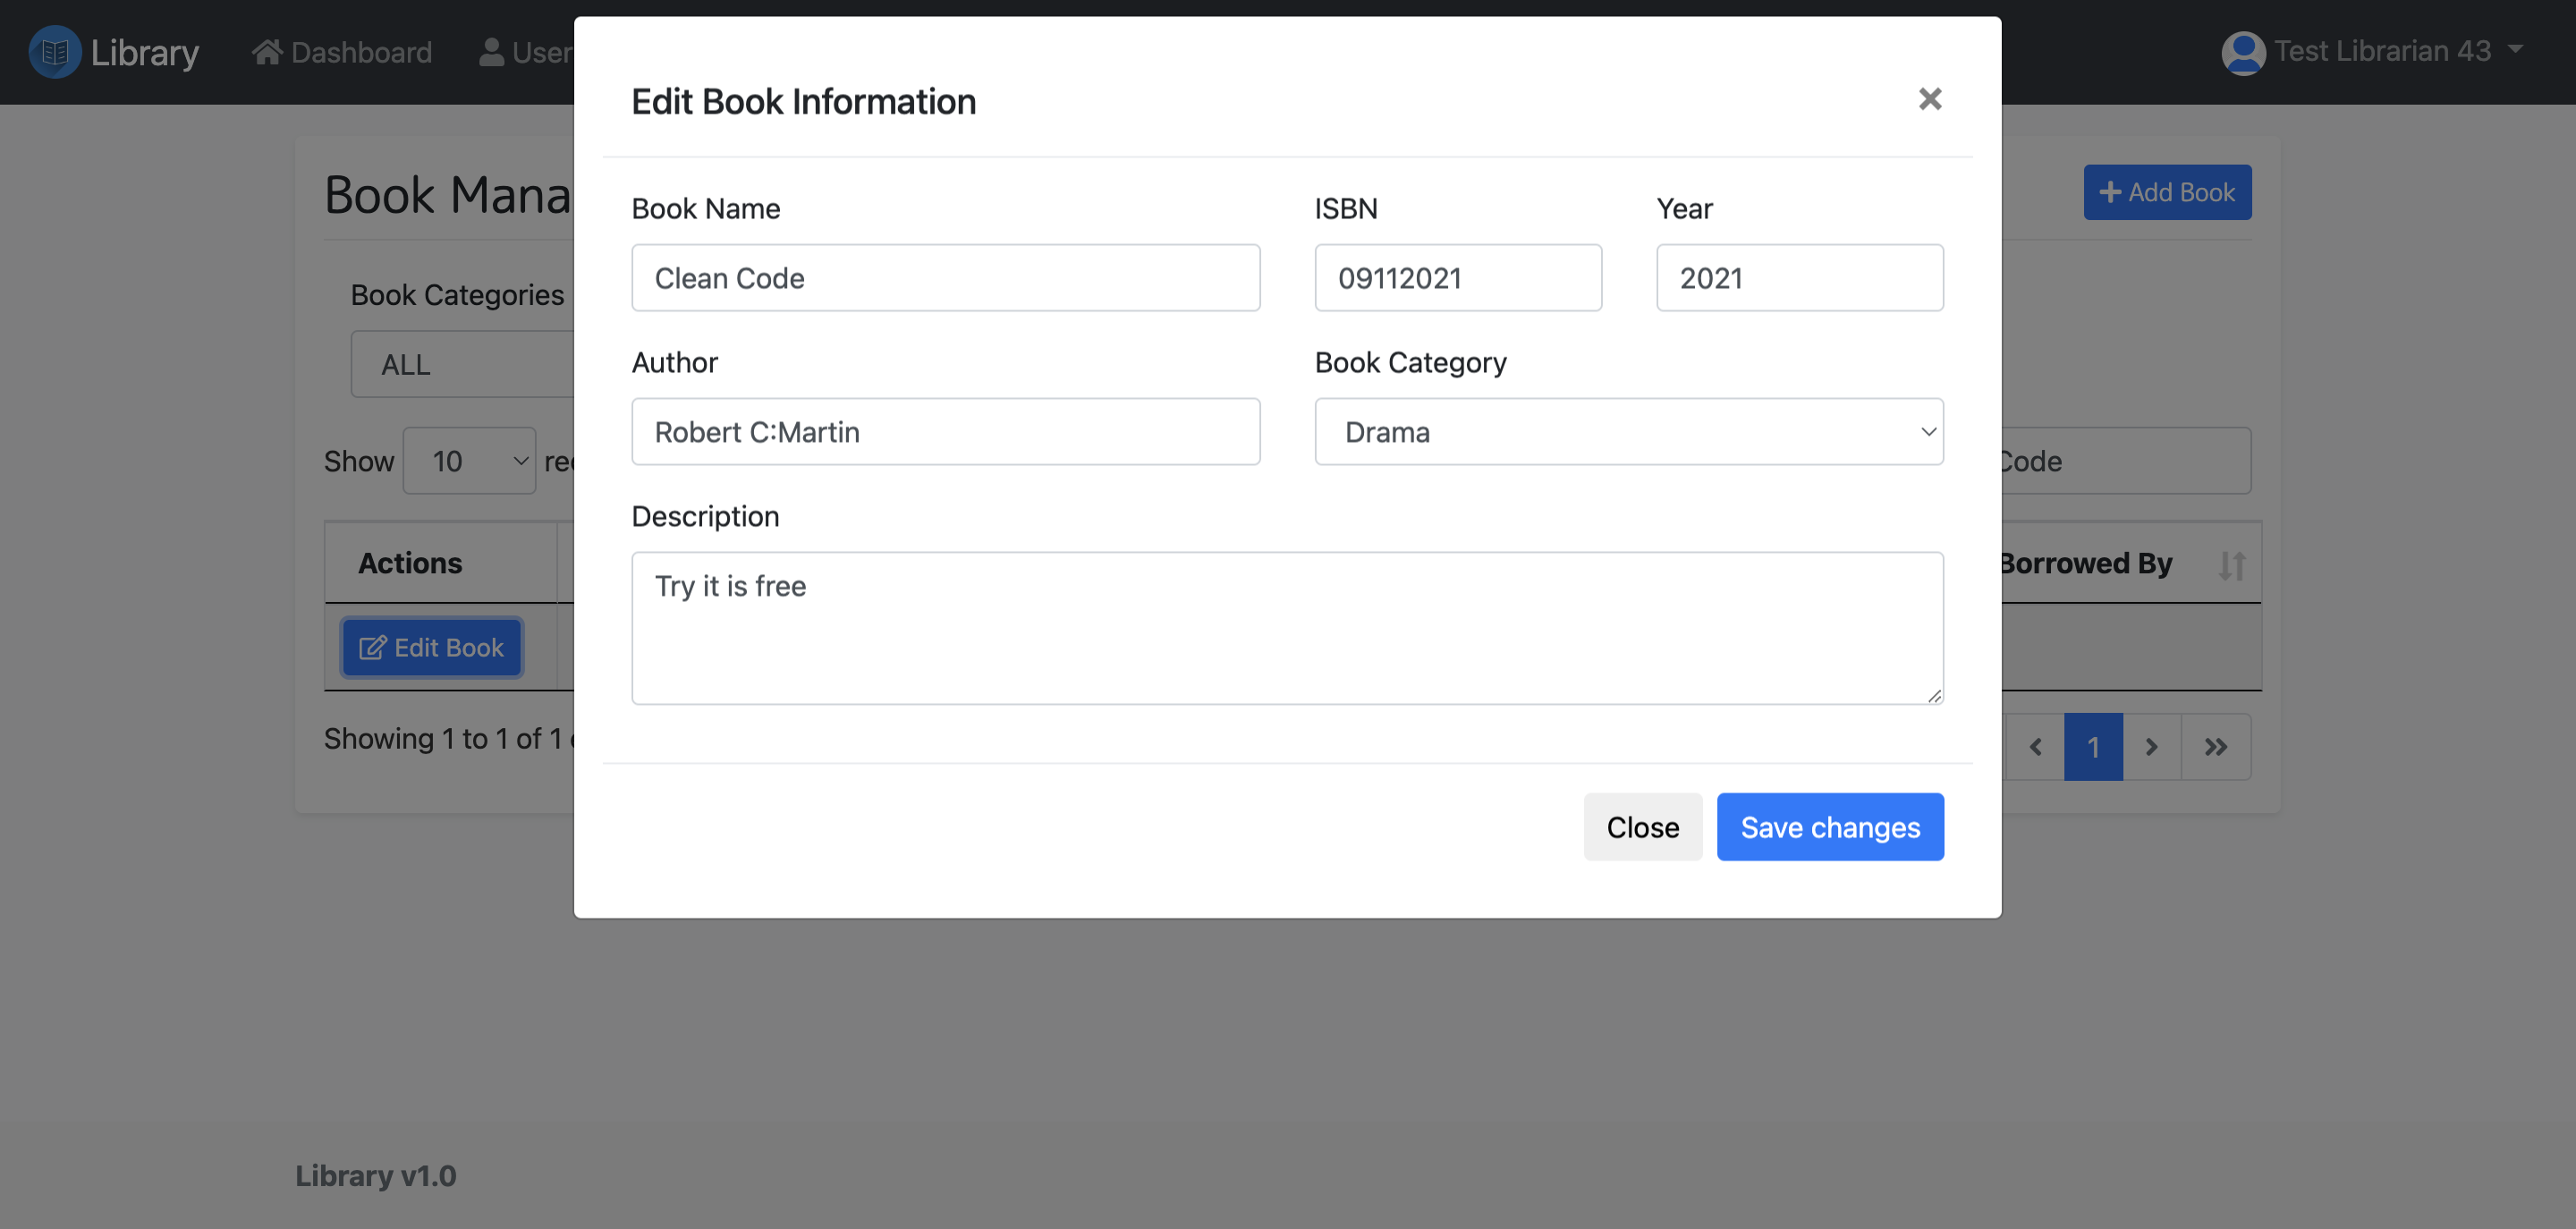 Library Dashboard User Test Librarian 43
Edit Book Information
Book Mana
+ Add Book
Book Name ISBN Year
Clean Code 09112021 2021
Book Categories
ALL
Author Book Category
Robert C:Martin Drama
Show 10 Code
Description
Try it is free
Actions Borrowed By
Edit Book
Showing 1 to 1 of 1
‹ 1 › »
Close Save changes
Library v1.0